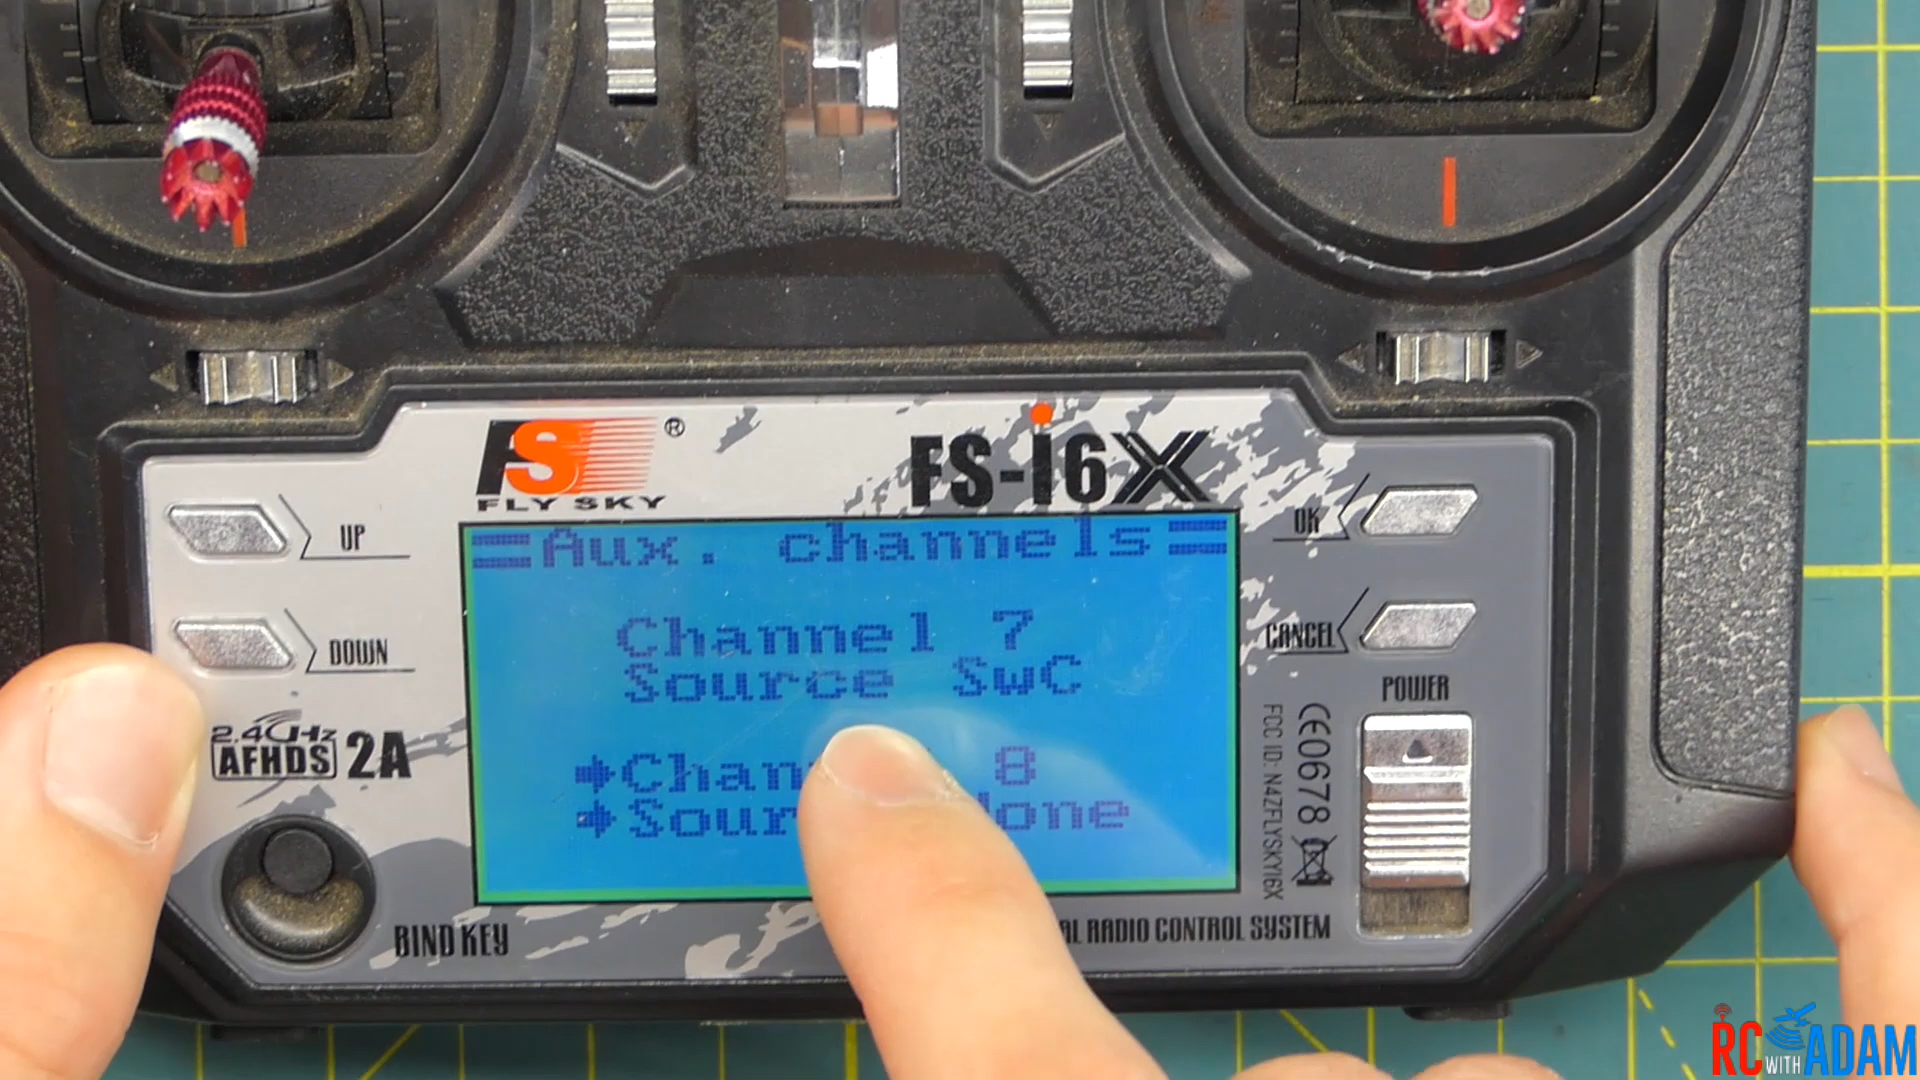 FS ®
FLY SKY
FS-i6X
UP
OK
=Aux. channels=
Channel 7
Source SwC
8
DOWN
CANCEL
POWER
2.4GHz
AFHDS 2A
CE0678
FCC ID: N4ZFLYSKYI6X
BIND KEY
RADIO CONTROL SYSTEM
RC WITH ADAM